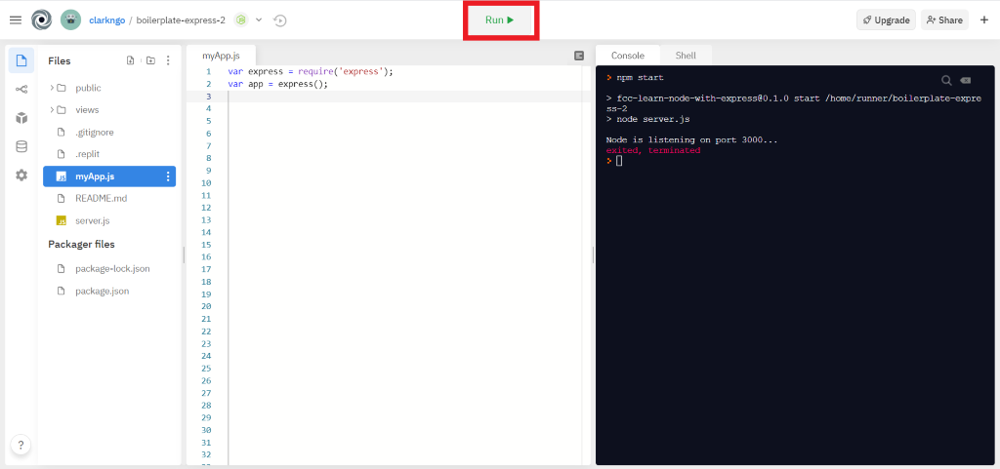 clarkngo / boilerplate-express-2
Run
Upgrade
Share
Files
public
views
.gitignore
.replit
JS myApp.js
README.md
JS server.js
Packager files
package-lock.json
package.json
?
myApp.js
1 var express = require('express');
2 var app = express();
3
4
5
6
7
8
9
10
11
12
13
14
15
16
17
18
19
20
21
22
23
24
25
26
27
28
29
30
31
32
Console Shell
> npm start
> fcc-learn-node-with-express@0.1.0 start /home/runner/boilerplate-expre
ss-2
> node server.js
Node is listening on port 3000...
exited, terminated
>